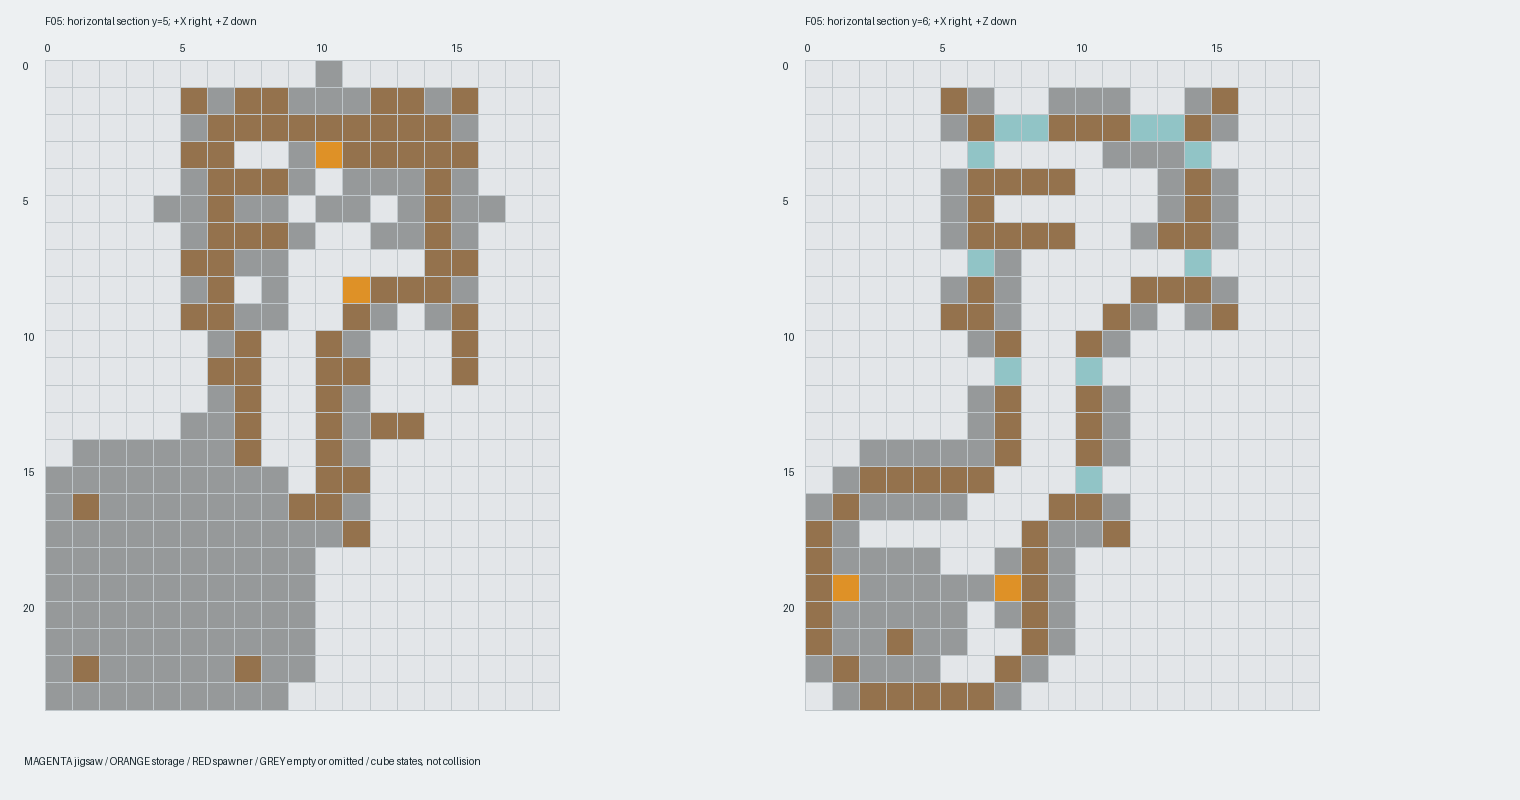 F05: horizontal section y=5; +X right, +Z down
F05: horizontal section y=6; +X right, +Z down
0 5 10 15
0 5 10 15
0
5
10
15
20
0
5
10
15
20
MAGENTA jigsaw / ORANGE storage / RED spawner / GREY empty or omitted / cube states, not collision